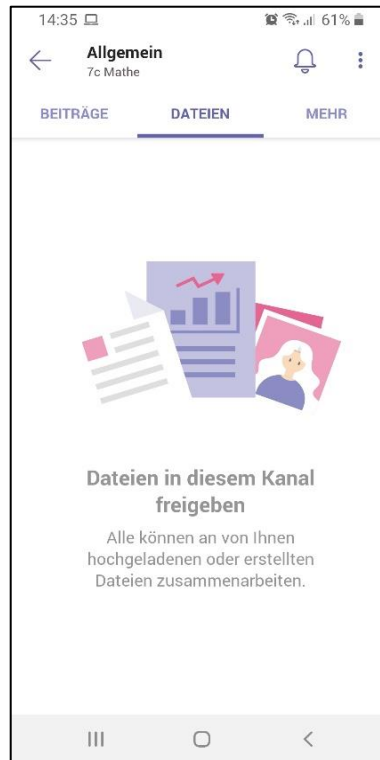 14:35 61%
Allgemein
7c Mathe
BEITRÄGE DATEIEN MEHR
Dateien in diesem Kanal
freigeben
Alle können an von Ihnen
hochgeladenen oder erstellten
Dateien zusammenarbeiten.